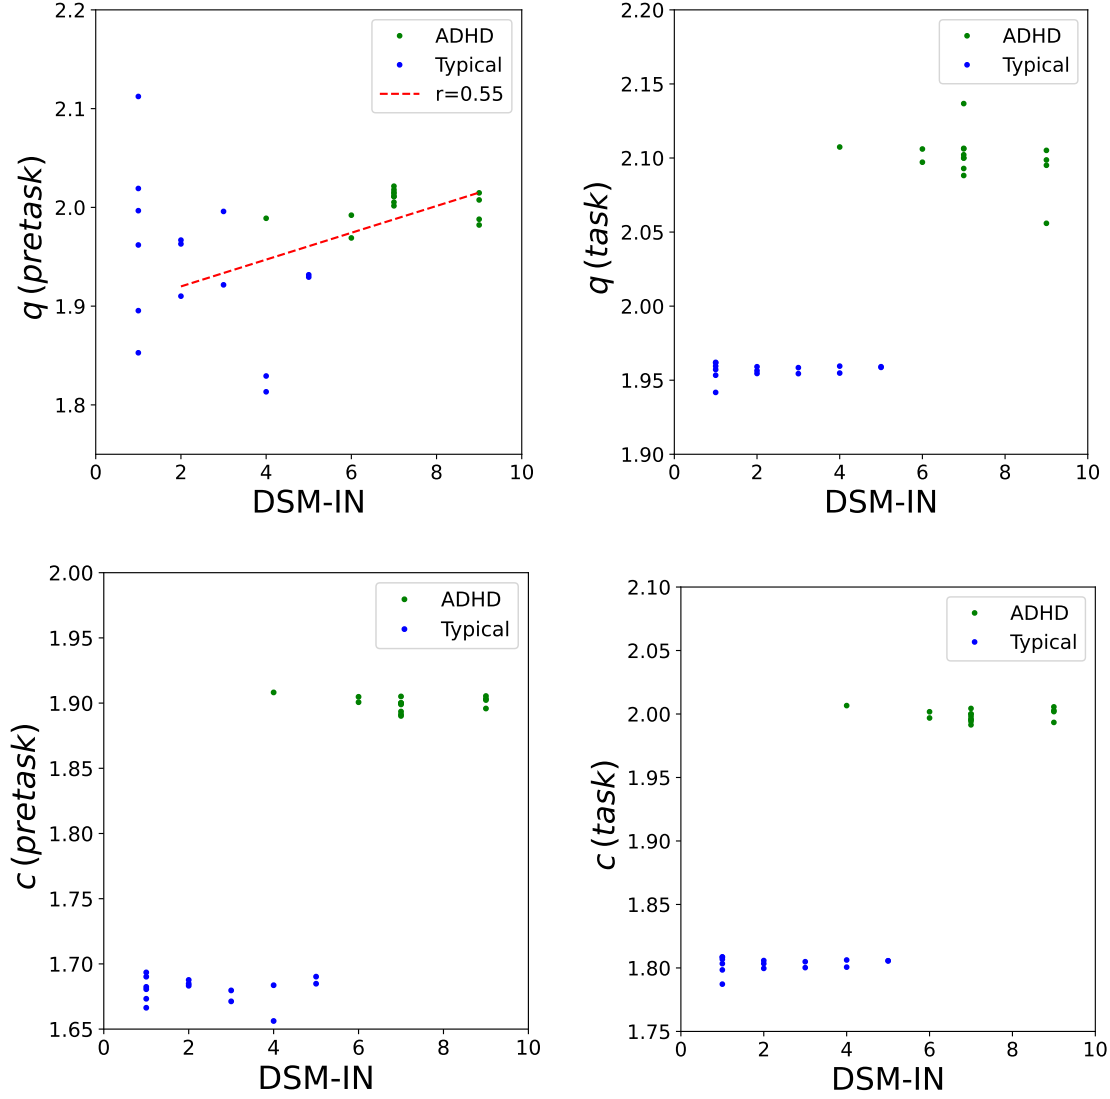 2.2
2.1
2.0
1.9
1.8
q (pretask)
0 2 4 6 8 10
DSM-IN
ADHD
Typical
r=0.55
2.20
2.15
2.10
2.05
2.00
1.95
1.90
q (task)
0 2 4 6 8 10
DSM-IN
ADHD
Typical
2.00
1.95
1.90
1.85
1.80
1.75
1.70
1.65
c (pretask)
0 2 4 6 8 10
DSM-IN
ADHD
Typical
2.10
2.05
2.00
1.95
1.90
1.85
1.80
1.75
c (task)
0 2 4 6 8 10
DSM-IN
ADHD
Typical